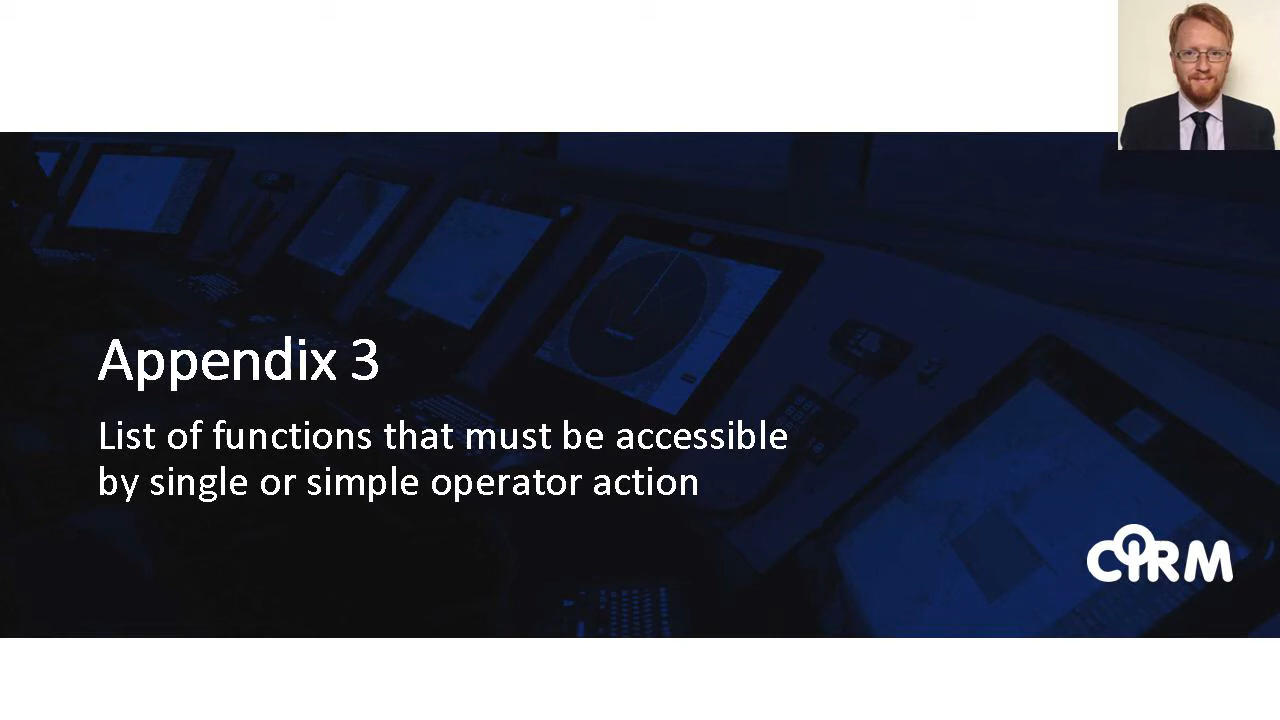 Appendix 3
List of functions that must be accessible
by single or simple operator action
CIRM